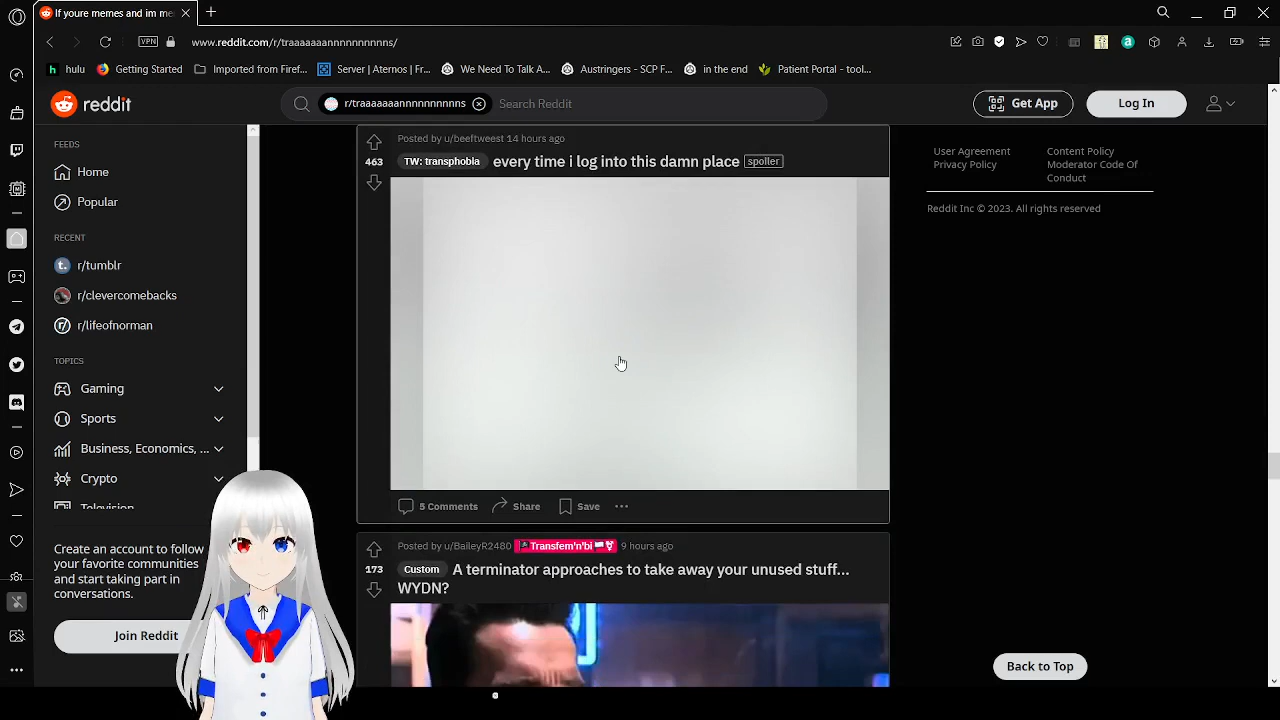 If youre memes and im me
www.reddit.com/r/traaaaaaannnnnnnnnns/
VPN
hulu
Getting Started
Imported from Firef...
Server | Aternos | Fr...
We Need To Talk A...
Austringers - SCP F...
in the end
Patient Portal - tool...
reddit
r/traaaaaaannnnnnnnnns
Search Reddit
Get App
Log In
FEEDS
Home
Popular
RECENT
r/tumblr
r/clevercomebacks
r/lifeofnorman
TOPICS
Gaming
Sports
Business, Economics, ...
Crypto
Television
Create an account to follow
your favorite communities
and start taking part in
conversations.
Join Reddit
Posted by u/beeftweest 14 hours ago
463
TW: transphobia every time i log into this damn place spoiler
5 Comments Share Save
Posted by u/BaileyR2480 Transfem'n'bi 9 hours ago
173
Custom A terminator approaches to take away your unused stuff...
WYDN?
User Agreement
Privacy Policy
Content Policy
Moderator Code Of
Conduct
Reddit Inc © 2023. All rights reserved
Back to Top